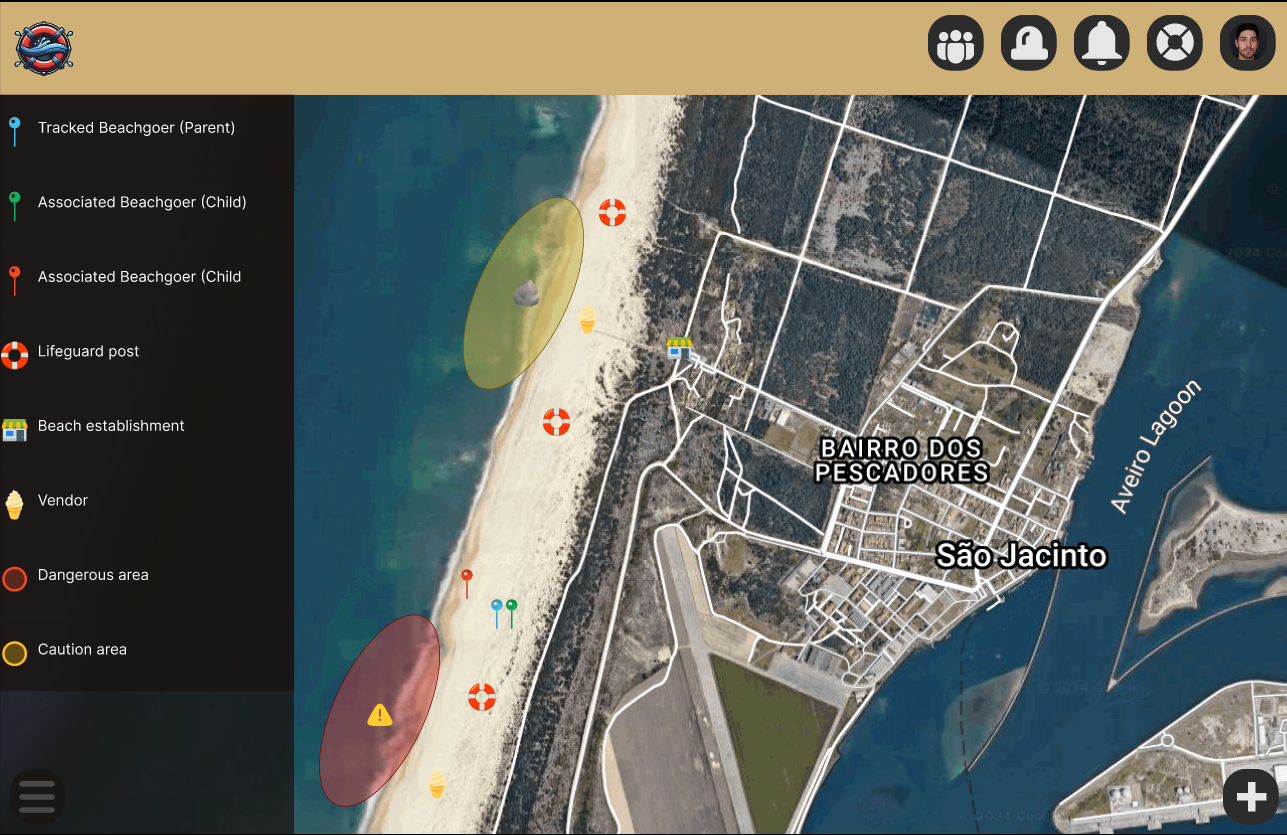 Tracked Beachgoer (Parent)
Associated Beachgoer (Child)
Associated Beachgoer (Child
Lifeguard post
Beach establishment
Vendor
Dangerous area
Caution area
BAIRRO DOS
PESCADORES
São Jacinto
Aveiro Lagoon